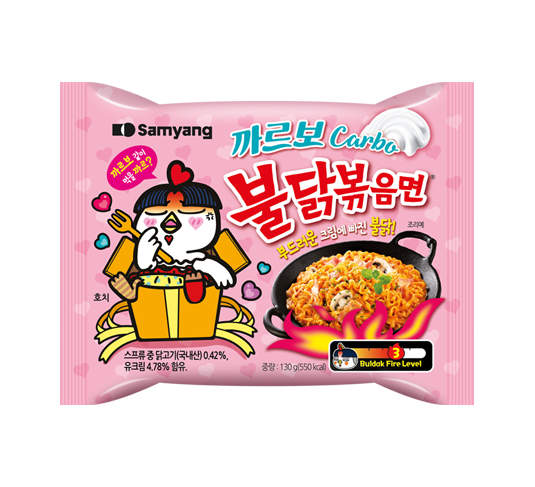 Samyang
까르보 Carbo
까르보 같이
먹을까르?
불닭볶음면
부드러운 크림에 빠진 불닭!
조리예
호치
스프류 중 닭고기(국내산) 0.42%,
유크림 4.78% 함유.
중량 : 130 g(550 kcal)
3
Buldak Fire Level